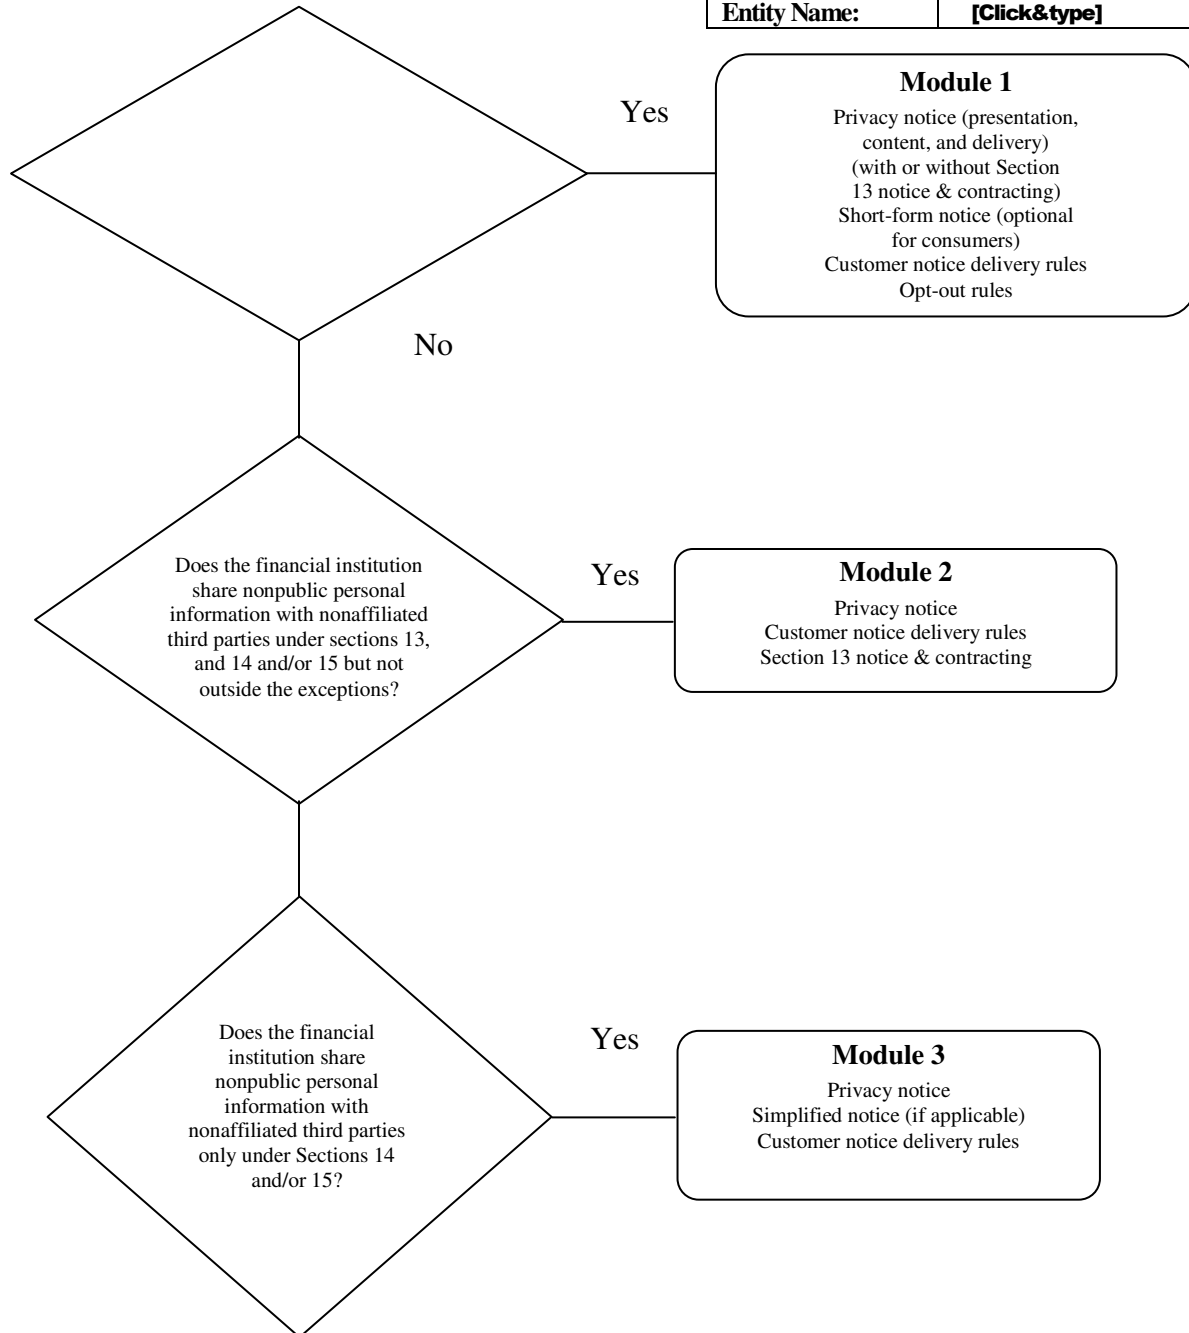 Entity Name: [Click&type]
Module 1
Yes
Privacy notice (presentation,
content, and delivery)
(with or without Section
13 notice & contracting)
Short-form notice (optional
for consumers)
Customer notice delivery rules
Opt-out rules
No
Does the financial institution
share nonpublic personal
information with nonaffiliated
third parties under sections 13,
and 14 and/or 15 but not
outside the exceptions?
Yes
Module 2
Privacy notice
Customer notice delivery rules
Section 13 notice & contracting
Does the financial
institution share
nonpublic personal
information with
nonaffiliated third parties
only under Sections 14
and/or 15?
Yes
Module 3
Privacy notice
Simplified notice (if applicable)
Customer notice delivery rules